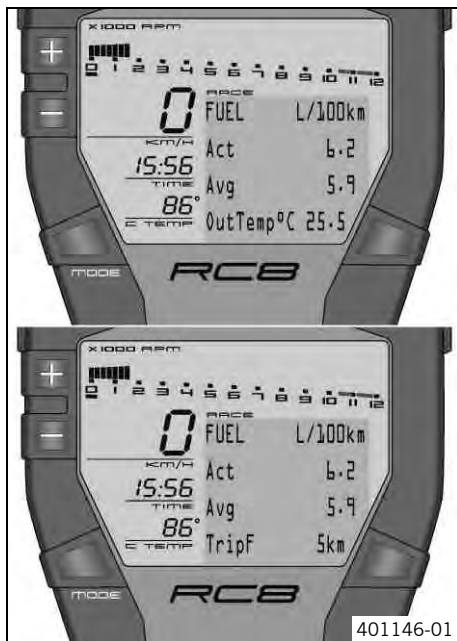 X1000 RPM
+
0 1 2 3 4 5 6 7 8 9 10 11 12
RACE
0
FUEL L/100km
KM/H
Act 6.2
15:56
TIME
Avg 5.9
86°
C TEMP
OutTemp°C 25.5
-
MODE
RC8
X1000 RPM
+
0 1 2 3 4 5 6 7 8 9 10 11 12
RACE
0
FUEL L/100km
KM/H
Act 6.2
15:56
TIME
Avg 5.9
86°
C TEMP
TripF 5km
-
MODE
RC8
401146-01